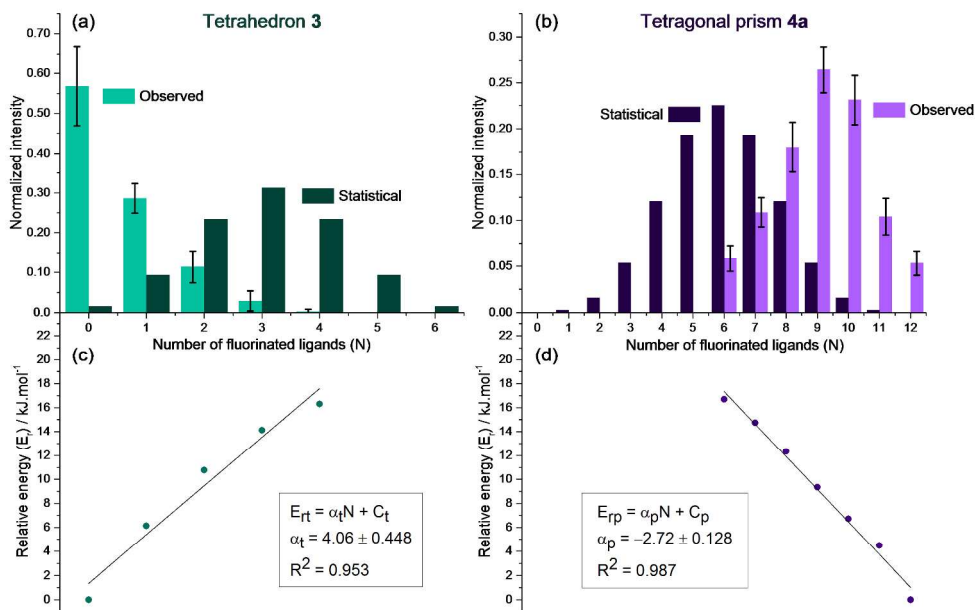 (a) Tetrahedron 3
Normalized intensity
0.70
0.60
0.50
0.40
0.30
0.20
0.10
0.0
Observed
Statistical
0 1 2 3 4 5 6
Number of fluorinated ligands (N)
(b) Tetragonal prism 4a
Normalized intensity
0.30
0.25
0.20
0.15
0.10
0.05
0.00
Statistical
Observed
0 1 2 3 4 5 6 7 8 9 10 11 12
Number of fluorinated ligands (N)
(c)
Relative energy (Er) / kJ.mol⁻¹
22
20
18
16
14
12
10
8
6
4
2
0
Ert = αtN + Ct
αt = 4.06 ± 0.448
R² = 0.953
(d)
Relative energy (Er) / kJ.mol⁻¹
22
20
18
16
14
12
10
8
6
4
2
0
Erp = αpN + Cp
αp = −2.72 ± 0.128
R² = 0.987